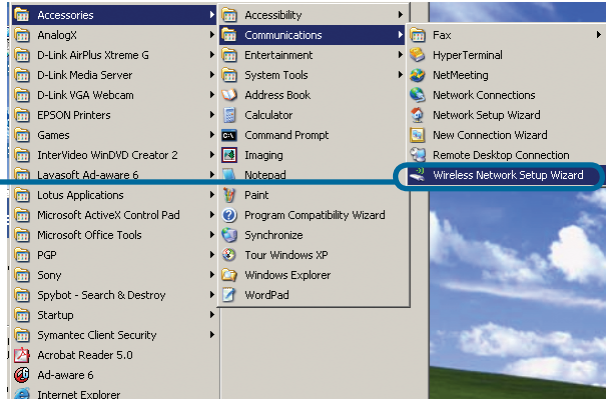 Accessories
AnalogX
D-Link AirPlus Xtreme G
D-Link Media Server
D-Link VGA Webcam
EPSON Printers
Games
InterVideo WinDVD Creator 2
Lavasoft Ad-aware 6
Lotus Applications
Microsoft ActiveX Control Pad
Microsoft Office Tools
PGP
Sony
Spybot - Search & Destroy
Startup
Symantec Client Security
Acrobat Reader 5.0
Ad-aware 6
Internet Explorer
Accessibility
Communications
Entertainment
System Tools
Address Book
Calculator
Command Prompt
Imaging
Notepad
Paint
Program Compatibility Wizard
Synchronize
Tour Windows XP
Windows Explorer
WordPad
Fax
HyperTerminal
NetMeeting
Network Connections
Network Setup Wizard
New Connection Wizard
Remote Desktop Connection
Wireless Network Setup Wizard